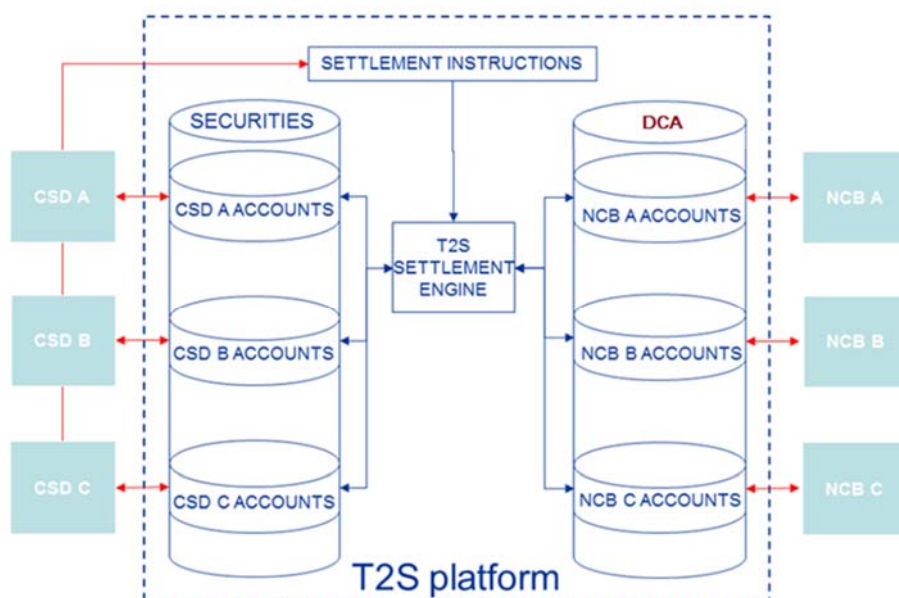 SETTLEMENT INSTRUCTIONS
SECURITIES
DCA
CSD A
CSD A ACCOUNTS
NCB A ACCOUNTS
NCB A
T2S
SETTLEMENT
ENGINE
CSD B
CSD B ACCOUNTS
NCB B ACCOUNTS
NCB B
CSD C
CSD C ACCOUNTS
NCB C ACCOUNTS
NCB C
T2S platform